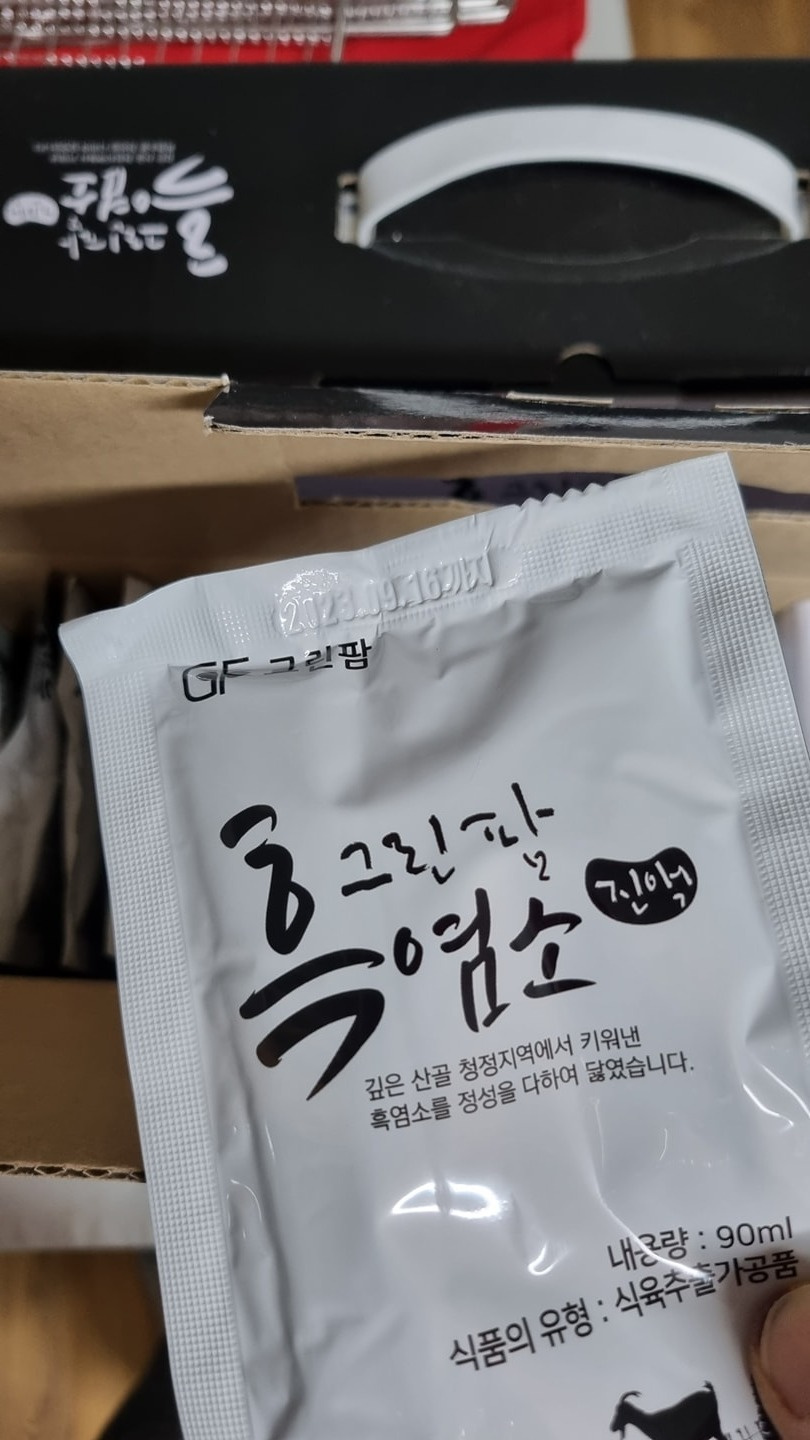 2023.09.16까지
GF 그린팜
그린팜
흑염소
진액
깊은 산골 청정지역에서 키워낸
흑염소를 정성을 다하여 닳였습니다.
내용량 : 90ml
식품의 유형 : 식육추출가공품